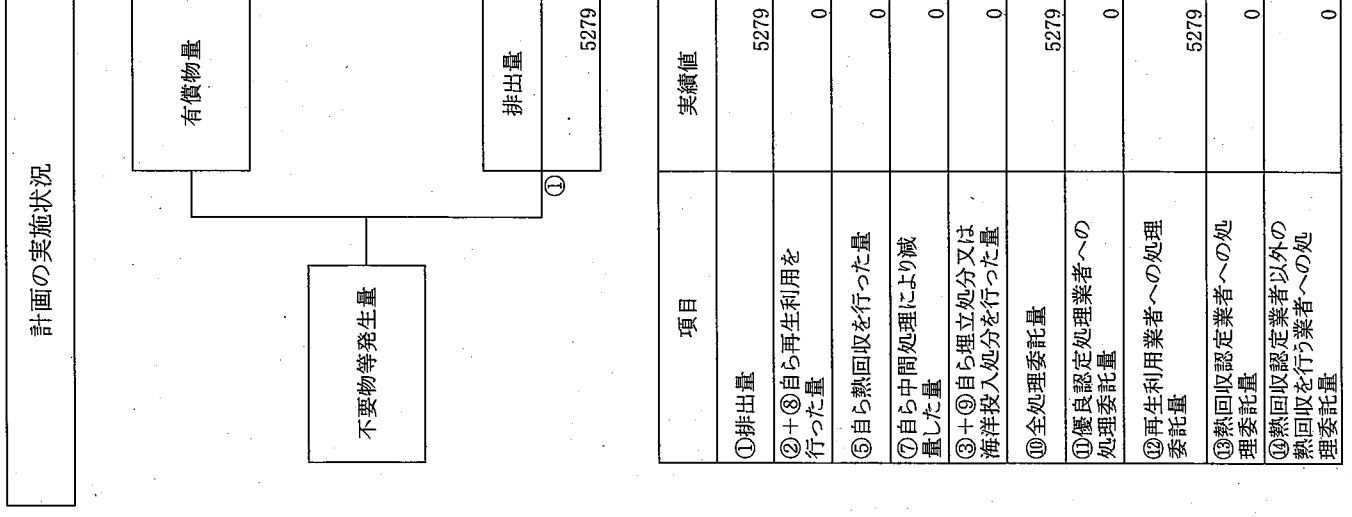 計画の実施状況
有償物量
不要物等発生量
排出量
①
5279
項目 実績値
①排出量 5279
②+⑧自ら再生利用を
行った量 0
⑤自ら熱回収を行った量 0
⑦自ら中間処理により減
量した量 0
③+⑨自ら埋立処分又は
海洋投入処分を行った量 0
⑩全処理委託量 5279
⑪優良認定処理業者への
処理委託量 0
⑫再生利用業者への処理
委託量 5279
⑬熱回収認定業者への処
理委託量 0
⑭熱回収認定業者以外の
熱回収を行う業者への処
理委託量 0